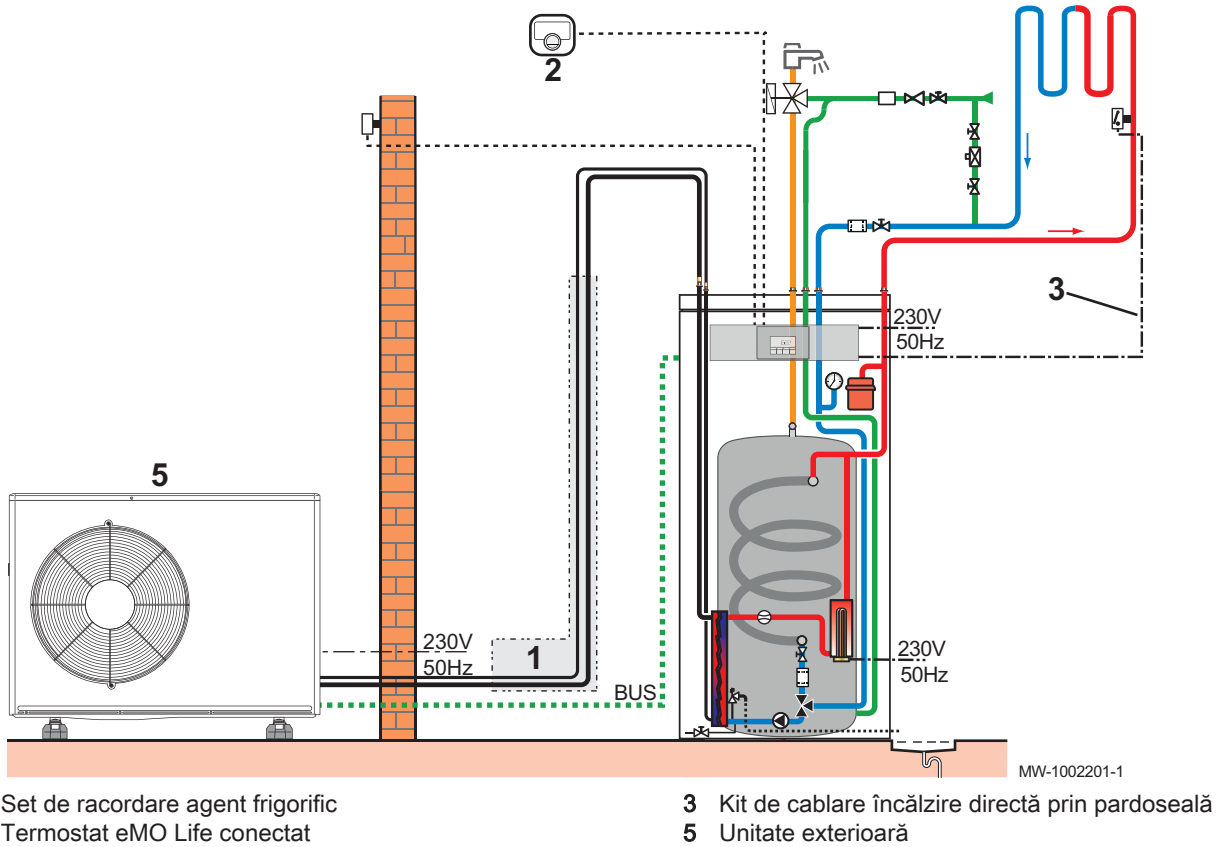 2
3
230V
50Hz
5
230V
50Hz
1
BUS
230V
50Hz
MW-1002201-1
Set de racordare agent frigorific
Termostat eMO Life conectat
3 Kit de cablare încălzire directă prin pardoseală
5 Unitate exterioară